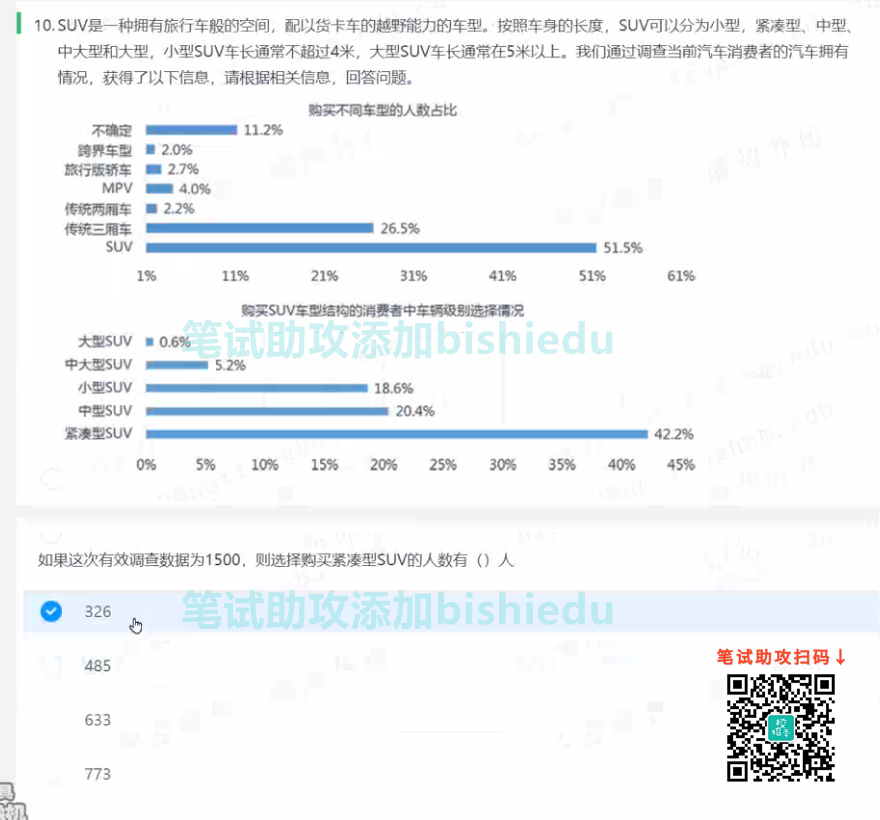 10. SUV是一种拥有旅行车般的空间，配以货卡车的越野能力的车型。按照车身的长度，SUV可以分为小型，紧凑型、中型、
中大型和大型，小型SUV车长通常不超过4米，大型SUV车长通常在5米以上。我们通过调查当前汽车消费者的汽车拥有
情况，获得了以下信息，请根据相关信息，回答问题。
购买不同车型的人数占比
不确定 11.2%
跨界车型 2.0%
旅行版轿车 2.7%
MPV 4.0%
传统两厢车 2.2%
传统三厢车 26.5%
SUV 51.5%
1% 11% 21% 31% 41% 51% 61%
购买SUV车型结构的消费者中车辆级别选择情况
笔试助攻添加bishiedu
大型SUV 0.6%
中大型SUV 5.2%
小型SUV 18.6%
中型SUV 20.4%
紧凑型SUV 42.2%
0% 5% 10% 15% 20% 25% 30% 35% 40% 45%
如果这次有效调查数据为1500，则选择购买紧凑型SUV的人数有（）人
326
笔试助攻添加bishiedu
485
笔试助攻扫码↓
633
773